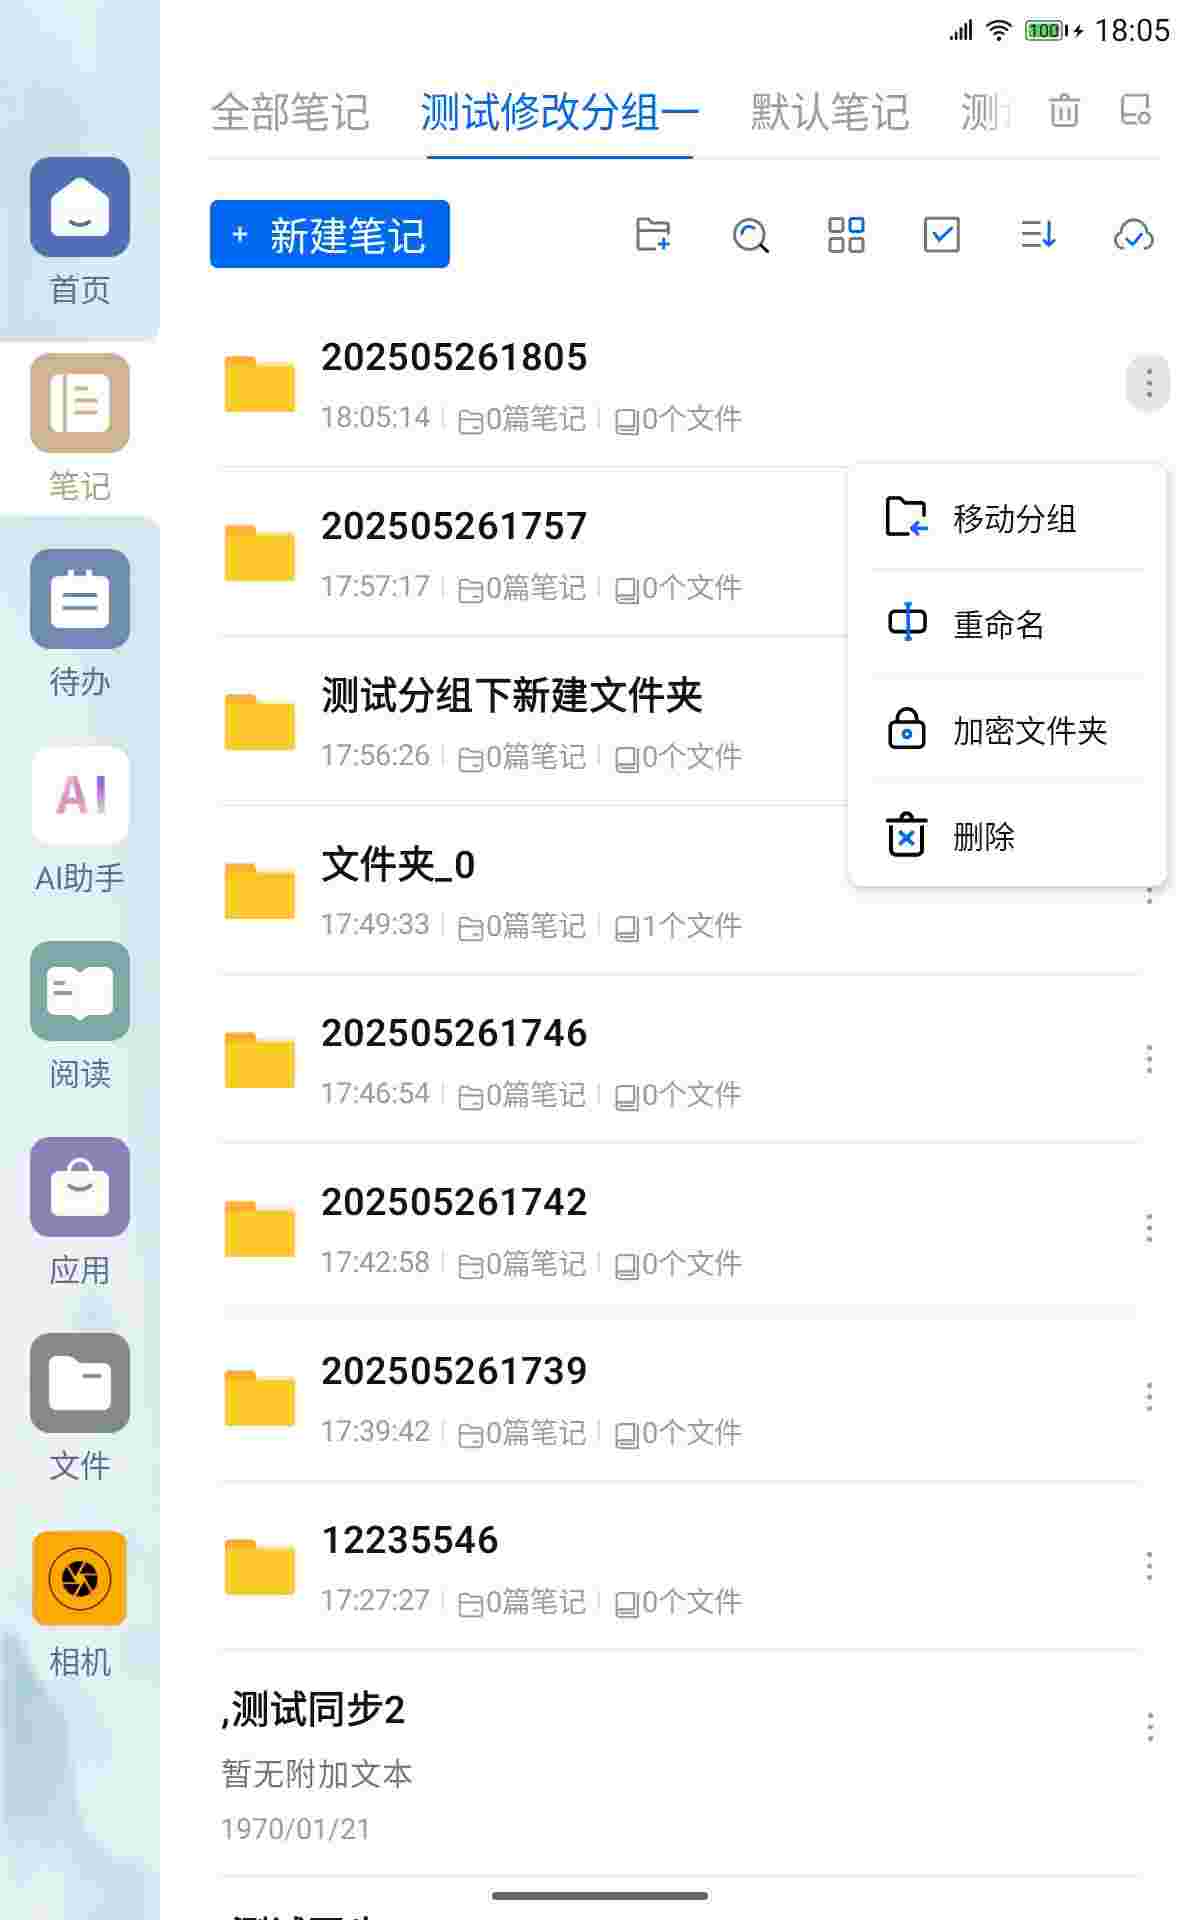 100 18:05
全部笔记 测试修改分组一 默认笔记 测
+ 新建笔记
首页
笔记
待办
AI
AI助手
阅读
应用
文件
相机
202505261805
18:05:14 0篇笔记 0个文件
202505261757
17:57:17 0篇笔记 0个文件
测试分组下新建文件夹
17:56:26 0篇笔记 0个文件
文件夹_0
17:49:33 0篇笔记 1个文件
202505261746
17:46:54 0篇笔记 0个文件
202505261742
17:42:58 0篇笔记 0个文件
202505261739
17:39:42 0篇笔记 0个文件
12235546
17:27:27 0篇笔记 0个文件
,测试同步2
暂无附加文本
1970/01/21
移动分组
重命名
加密文件夹
删除